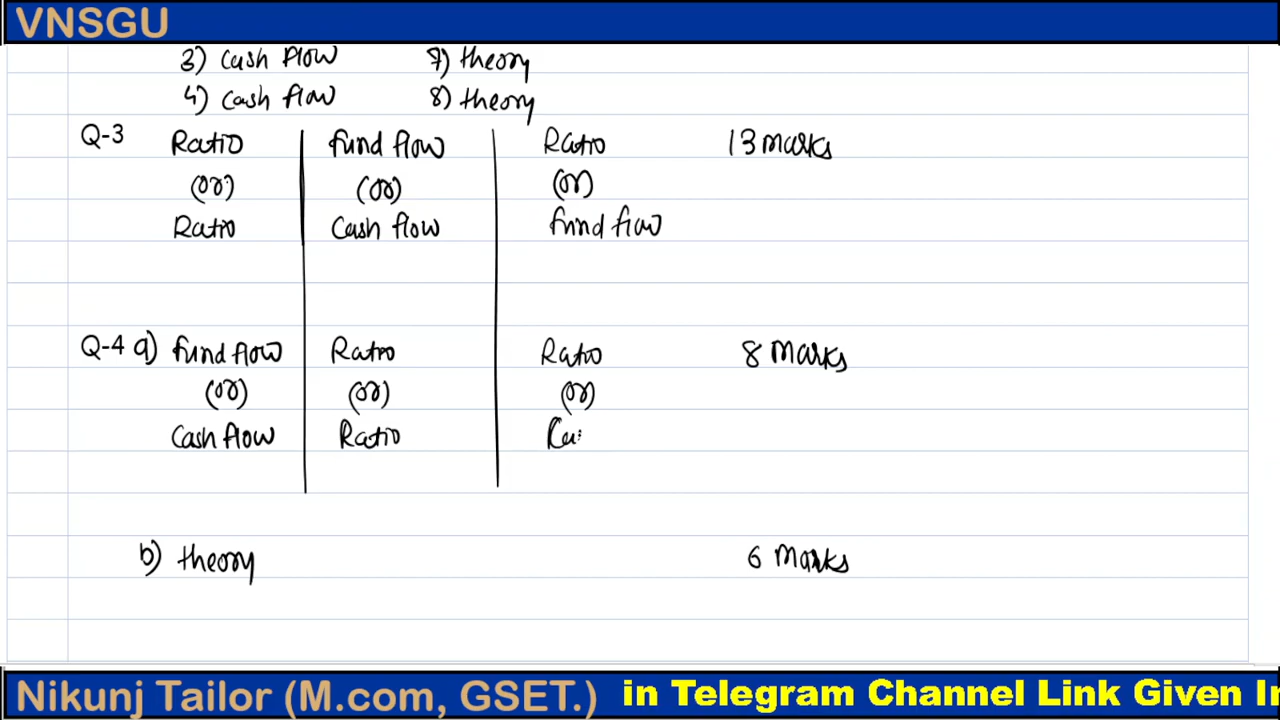 VNSGU
3) Cash flow 7) theory
4) Cash flow 8) theory
Q-3 Ratio fund flow Ratio 13 marks
(or) (or) (or)
Ratio Cash flow fund flow
Q-4 a) fund flow Ratio Ratio 8 Marks
(or) (or) (or)
Cash flow Ratio
b) theory 6 Marks
Nikunj Tailor (M.com, GSET.) in Telegram Channel Link Given In